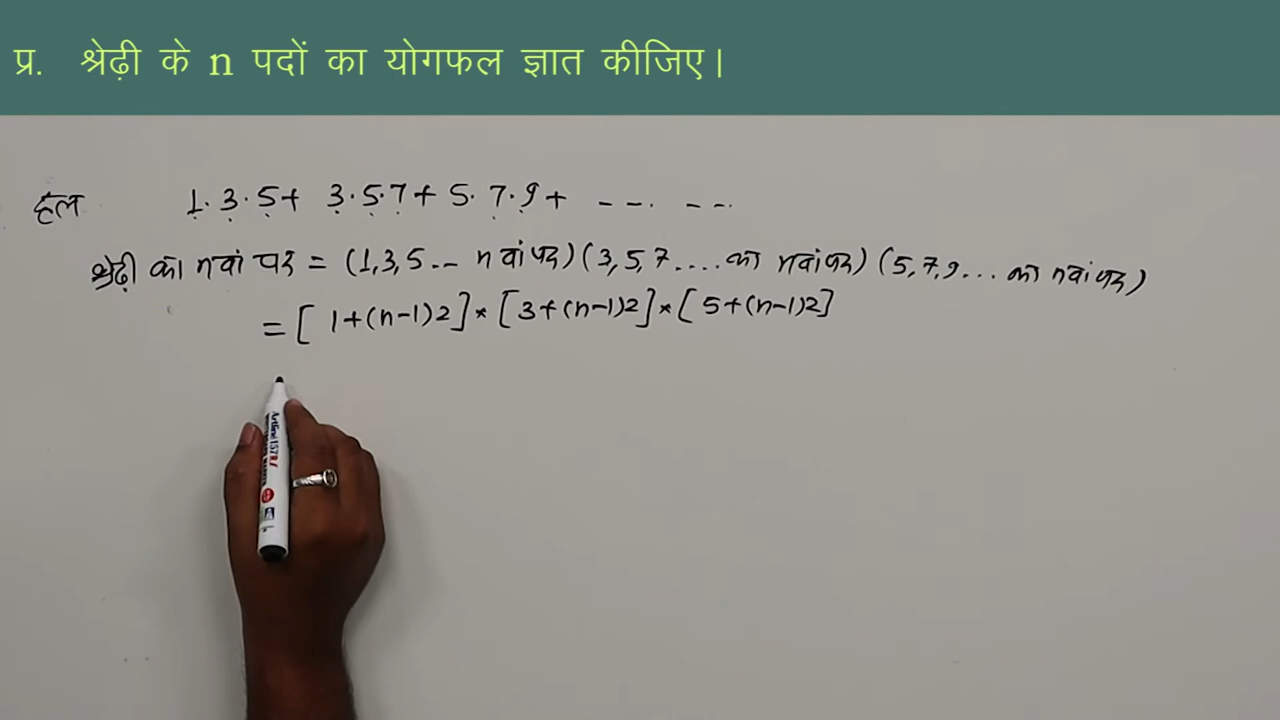 प्र. श्रेढ़ी के n पदों का योगफल ज्ञात कीजिए।
हल 1.3.5+ 3.5.7+ 5.7.9+ --- ---
श्रेढ़ी का nवां पद = (1,3,5... nवां पद)(3,5,7.... का nवां पद)(5,7,9... का nवां पद)
= [1+(n-1)2]*[3+(n-1)2]*[5+(n-1)2]
Artline 157R